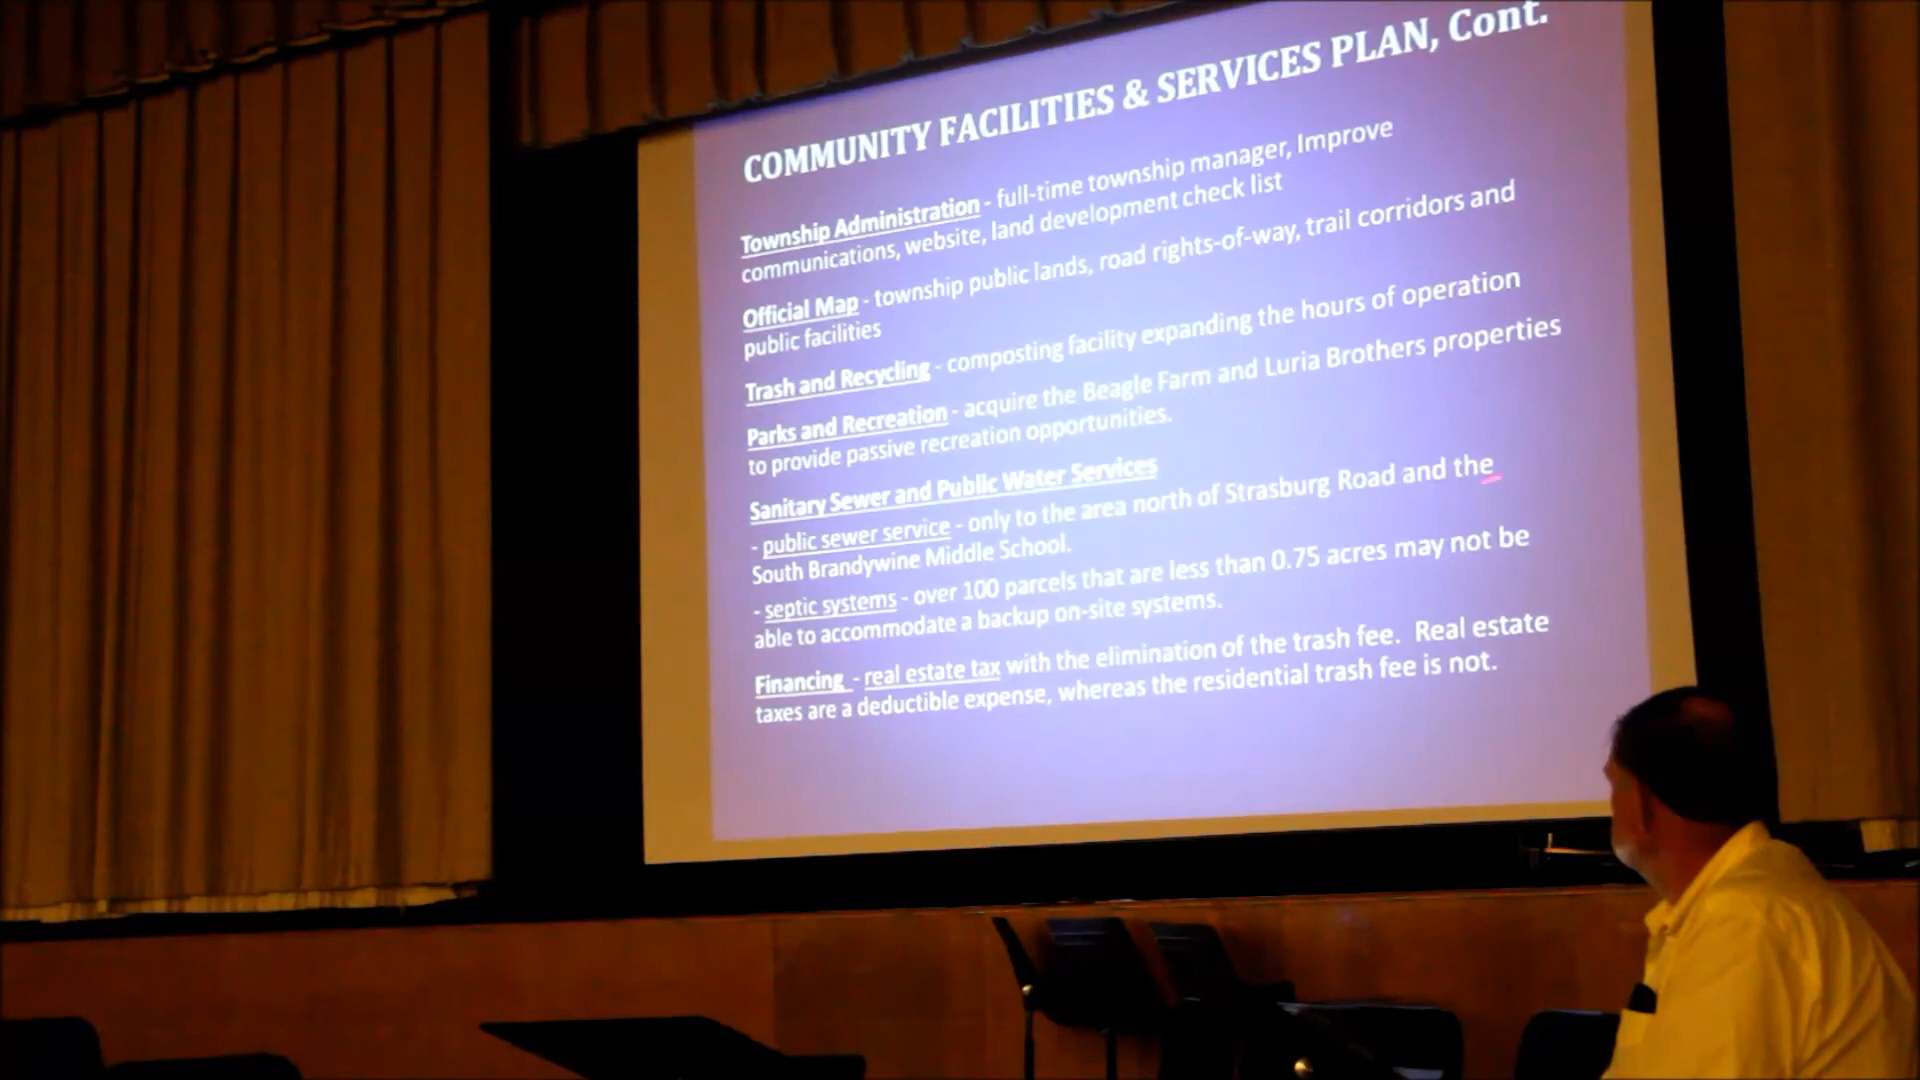 COMMUNITY FACILITIES & SERVICES PLAN, Cont.
Township Administration - full-time township manager, Improve
communications, website, land development check list
Official Map - township public lands, road rights-of-way, trail corridors and
public facilities
Trash and Recycling - composting facility expanding the hours of operation
Parks and Recreation - acquire the Beagle Farm and Luria Brothers properties
to provide passive recreation opportunities.
Sanitary Sewer and Public Water Services
- public sewer service - only to the area north of Strasburg Road and the
South Brandywine Middle School.
- septic systems - over 100 parcels that are less than 0.75 acres may not be
able to accommodate a backup on-site systems.
Financing - real estate tax with the elimination of the trash fee. Real estate
taxes are a deductible expense, whereas the residential trash fee is not.